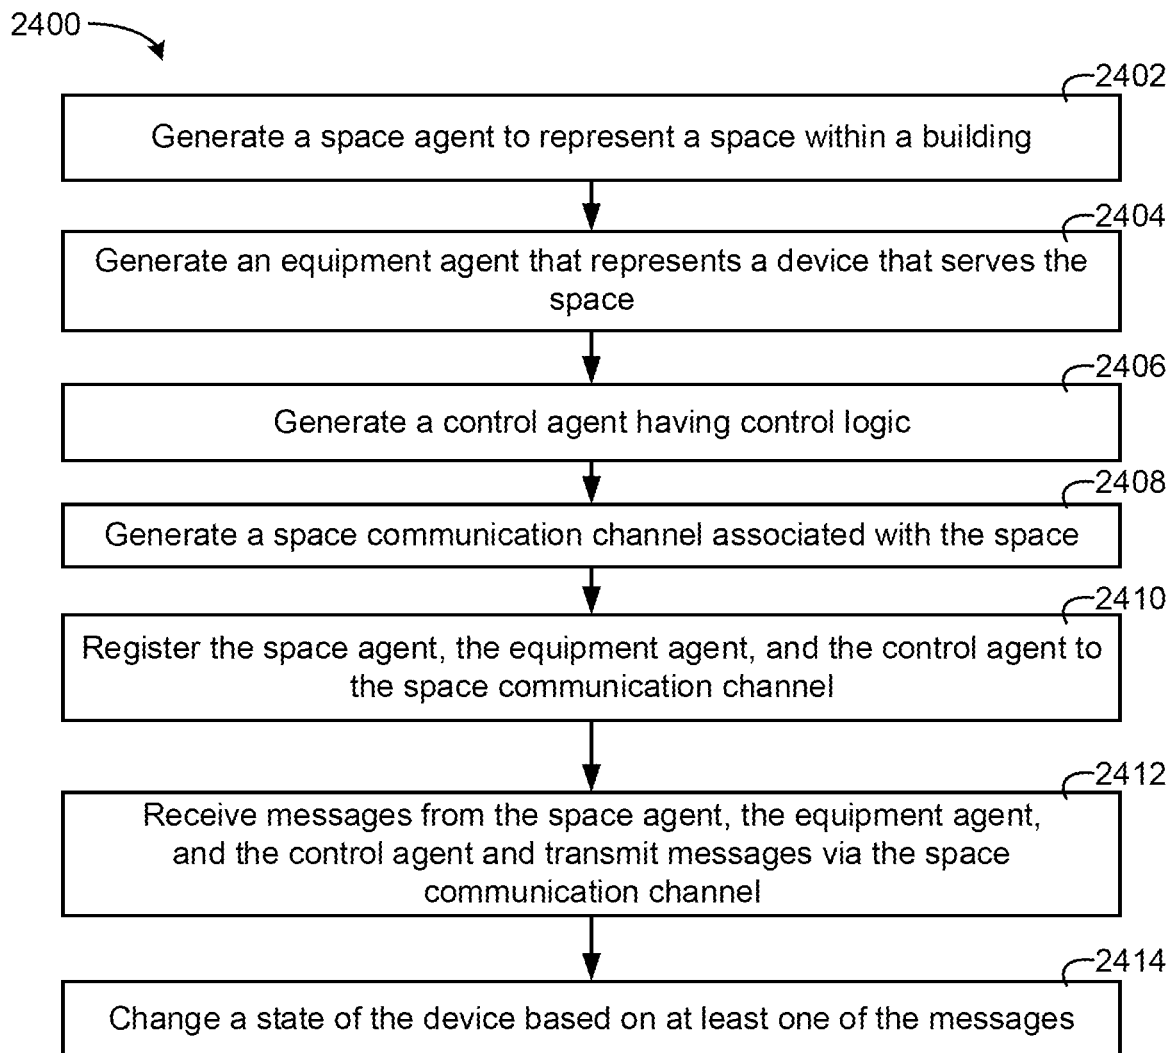 2400
2402
Generate a space agent to represent a space within a building
2404
Generate an equipment agent that represents a device that serves the
space
2406
Generate a control agent having control logic
2408
Generate a space communication channel associated with the space
2410
Register the space agent, the equipment agent, and the control agent to
the space communication channel
2412
Receive messages from the space agent, the equipment agent,
and the control agent and transmit messages via the space
communication channel
2414
Change a state of the device based on at least one of the messages